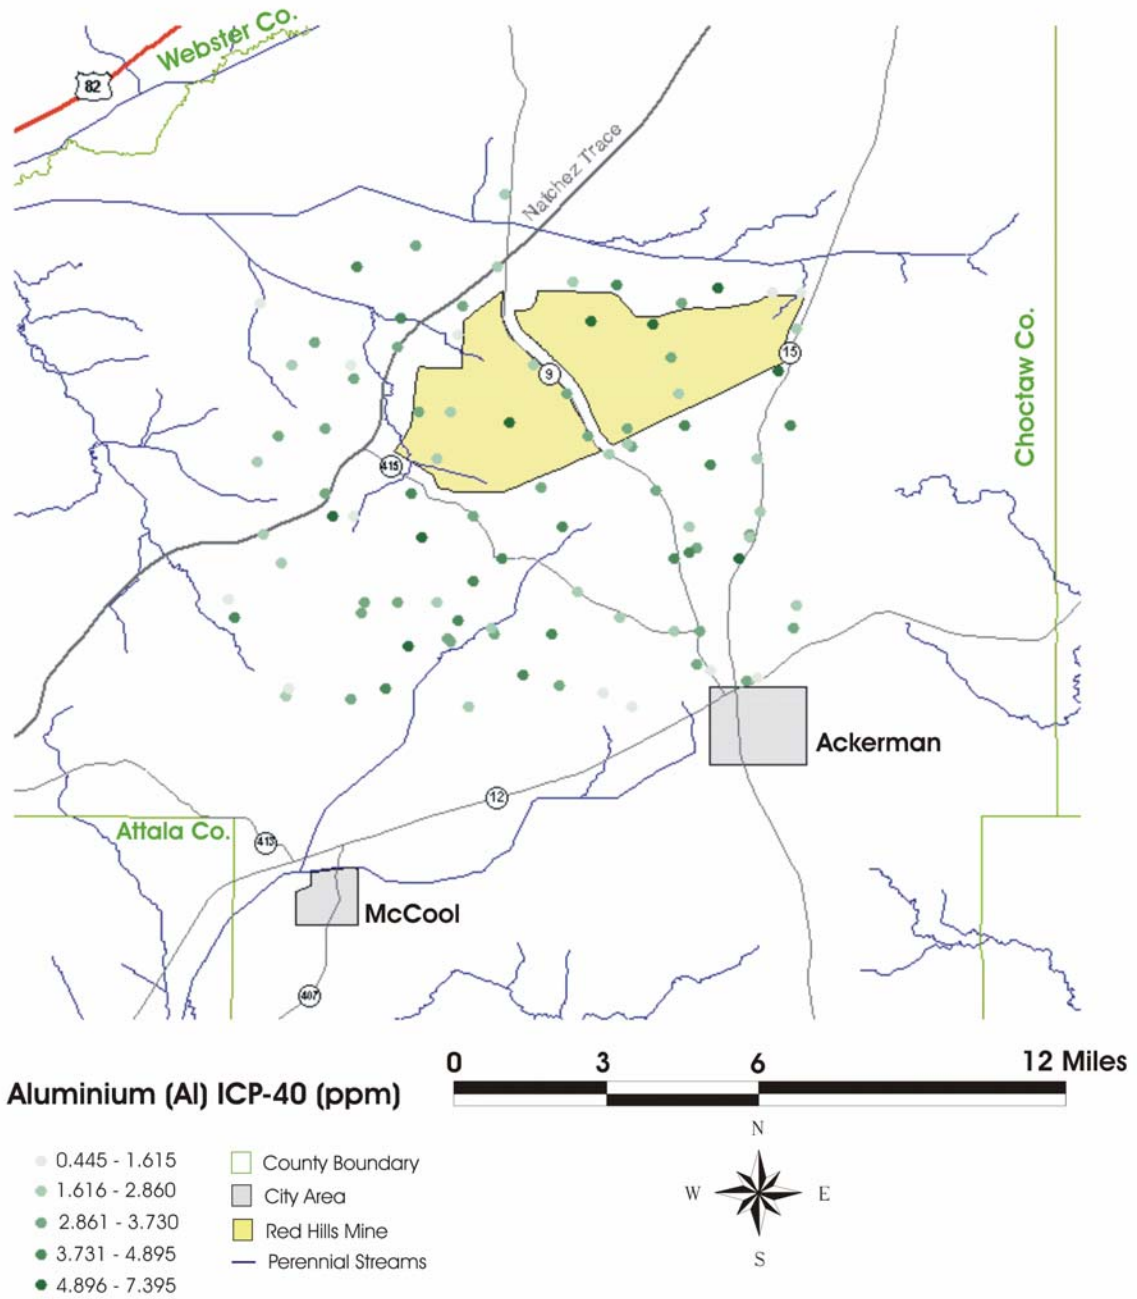 Webster Co.
82
Natchez Trace
15
9
Choctaw Co.
415
Ackerman
12
Attala Co.
413
McCool
407
0 3 6 12 Miles
Aluminium (Al) ICP-40 (ppm)
N
0.445 - 1.615
County Boundary
1.616 - 2.860
City Area
W E
2.861 - 3.730
Red Hills Mine
3.731 - 4.895
Perennial Streams
S
4.896 - 7.395